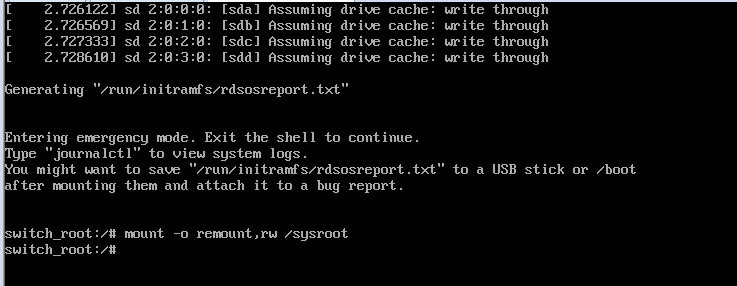 [    2.726122] sd 2:0:0:0: [sda] Assuming drive cache: write through
[    2.726569] sd 2:0:1:0: [sdb] Assuming drive cache: write through
[    2.727333] sd 2:0:2:0: [sdc] Assuming drive cache: write through
[    2.728610] sd 2:0:3:0: [sdd] Assuming drive cache: write through
Generating "/run/initramfs/rdsosreport.txt"
Entering emergency mode. Exit the shell to continue.
Type "journalctl" to view system logs.
You might want to save "/run/initramfs/rdsosreport.txt" to a USB stick or /boot
after mounting them and attach it to a bug report.
switch_root:/# mount -o remount,rw /sysroot
switch_root:/#